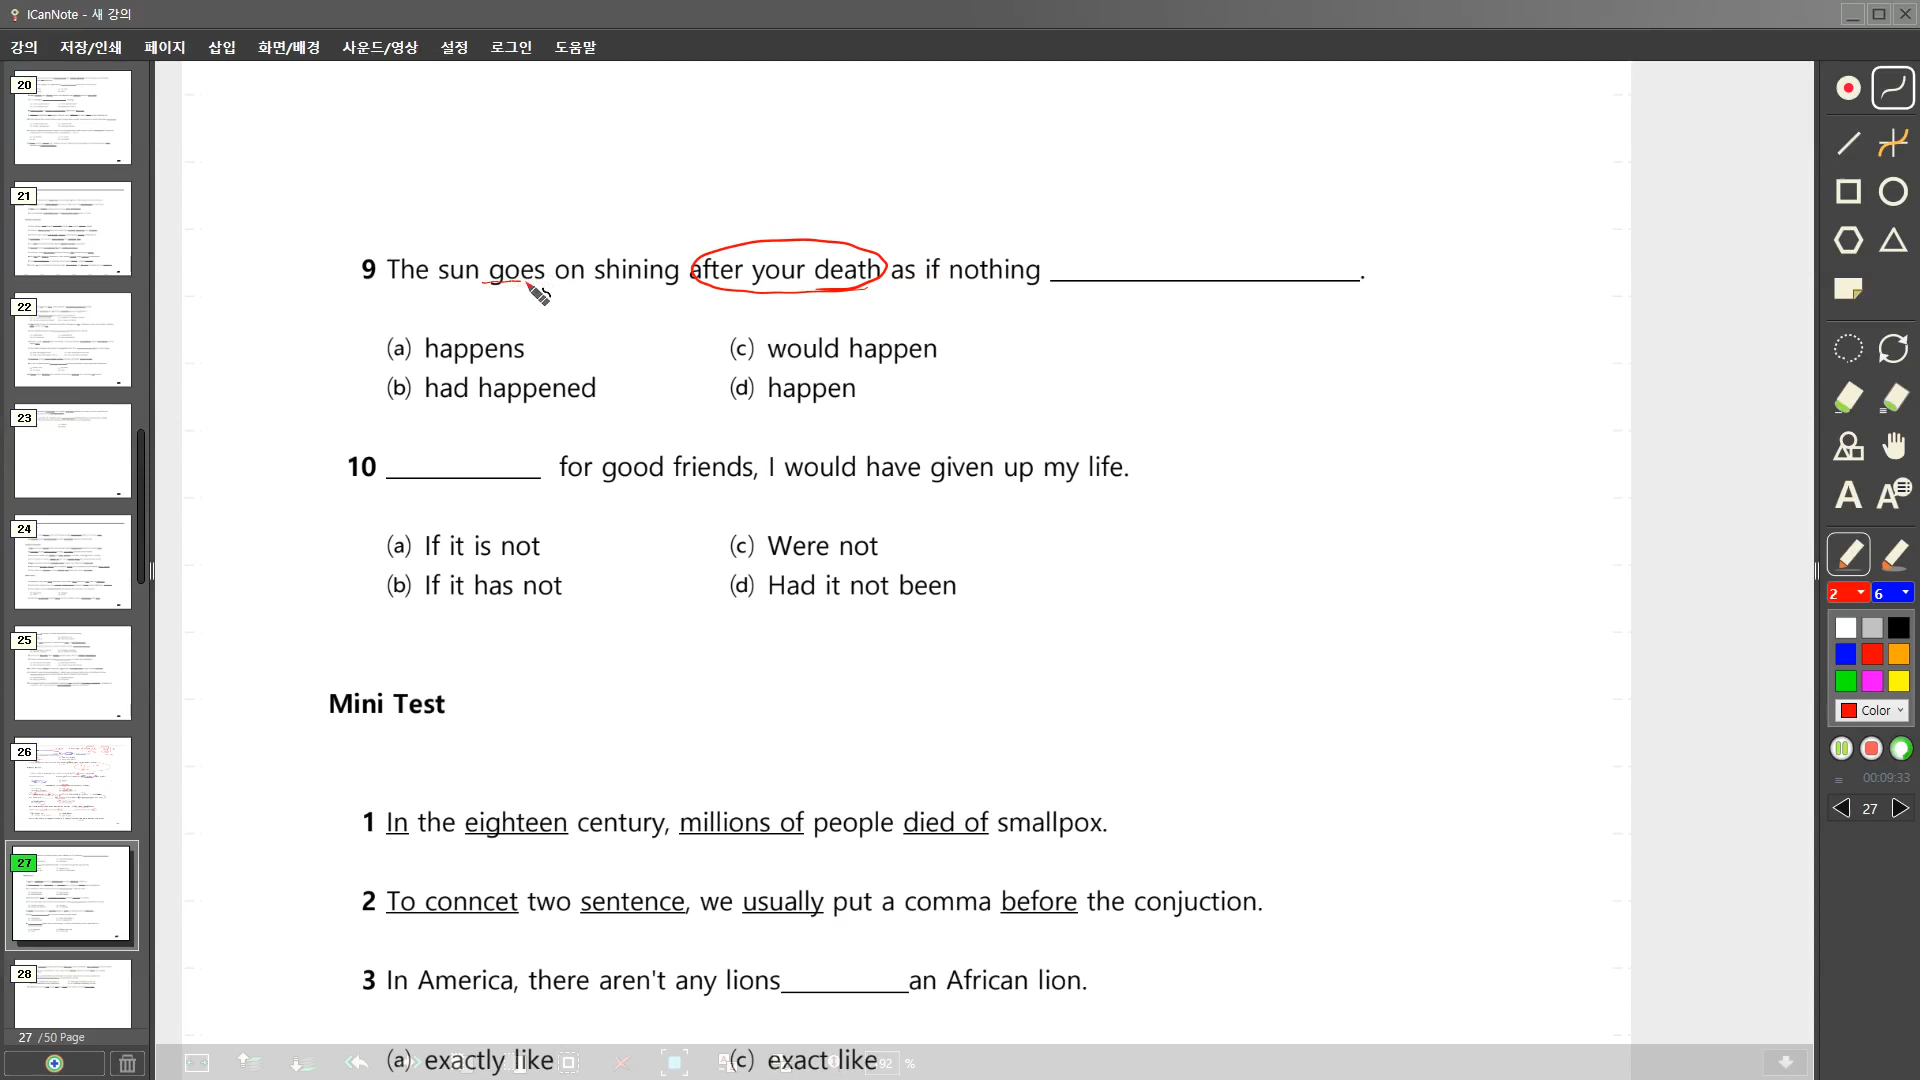 ICanNote - 새 강의
강의 저장/인쇄 페이지 삽입 화면/배경 사운드/영상 설정 로그인 도움말
20
21
22
23
24
25
26
27
28
27 /50 Page
9 The sun goes on shining after your death as if nothing ______________________.
(a) happens (c) would happen
(b) had happened (d) happen
10 ___________ for good friends, I would have given up my life.
(a) If it is not (c) Were not
(b) If it has not (d) Had it not been
Mini Test
1 In the eighteen century, millions of people died of smallpox.
2 To conncet two sentence, we usually put a comma before the conjuction.
3 In America, there aren't any lions_________an African lion.
(a) exactly like (c) exact like
92 %
A A
2 6
Color
00:09:33
27